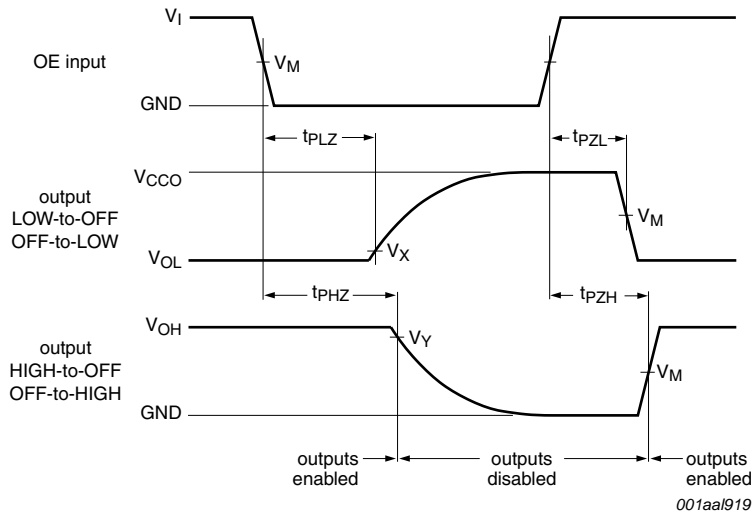 VI
OE input
VM
GND
tPLZ
tPZL
VCCO
output
LOW-to-OFF
OFF-to-LOW
VM
VX
VOL
tPHZ
tPZH
VOH
VY
output
HIGH-to-OFF
OFF-to-HIGH
VM
GND
outputs
enabled
outputs
disabled
outputs
enabled
001aal919